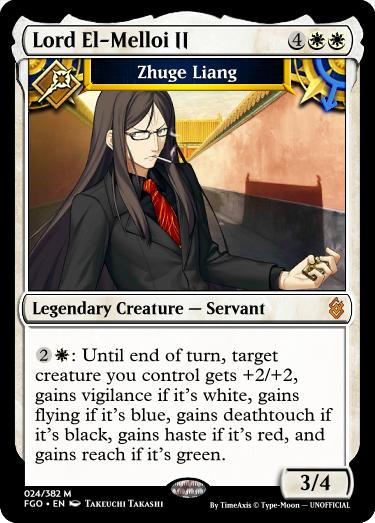 Lord El-Melloi II 4
Zhuge Liang
Legendary Creature — Servant
2 : Until end of turn, target
creature you control gets +2/+2,
gains vigilance if it's white, gains
flying if it's blue, gains deathtouch if
it's black, gains haste if it's red, and
gains reach if it's green.
024/382 M
FGO • EN Takeuchi Takashi
3/4
By TimeAxis © Type-Moon — UNOFFICIAL